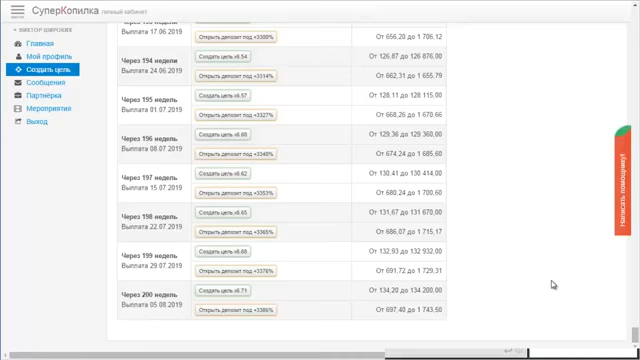 СуперКопилка личный кабинет
ВИКТОР ШИРОКИХ
Главная
Мой профиль
Создать цель
Сообщения
Партнёрка
Мероприятия
Выход
Выплата 17.06.2019
Открыть депозит под +3300%
От 656,20 до 1 706,12
Через 194 недели
Выплата 24.06.2019
Создать цель x6.54
От 126,87 до 126 876,00
Открыть депозит под +3314%
От 662,31 до 1 655,79
Через 195 недель
Выплата 01.07.2019
Создать цель x6.57
От 128,11 до 128 115,00
Открыть депозит под +3327%
От 668,26 до 1 670,66
Через 196 недель
Выплата 08.07.2019
Создать цель x6.60
От 129,36 до 129 360,00
Открыть депозит под +3340%
От 674,24 до 1 685,60
Через 197 недель
Выплата 15.07.2019
Создать цель x6.62
От 130,41 до 130 414,00
Открыть депозит под +3353%
От 680,24 до 1 700,60
Через 198 недель
Выплата 22.07.2019
Создать цель x6.65
От 131,67 до 131 670,00
Открыть депозит под +3365%
От 686,07 до 1 715,17
Через 199 недель
Выплата 29.07.2019
Создать цель x6.68
От 132,93 до 132 932,00
Открыть депозит под +3376%
От 691,72 до 1 729,31
Через 200 недель
Выплата 05.08.2019
Создать цель x6.71
От 134,20 до 134 200,00
Открыть депозит под +3386%
От 697,40 до 1 743,50
Написать помощнику!